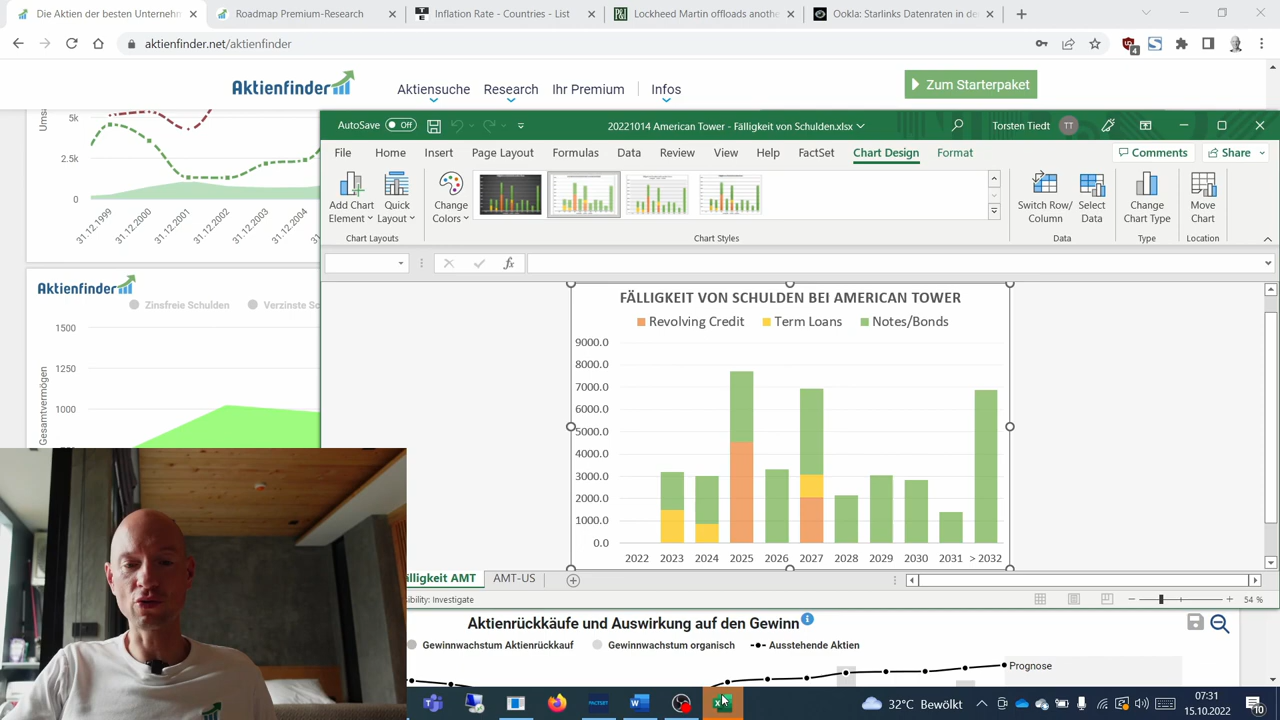 Die Aktien der besten Unternehm
Roadmap Premium-Research
Inflation Rate - Countries - List
Lockheed Martin offloads anothe
Ookla: Starlinks Datenraten in de
aktienfinder.net/aktienfinder
4
Aktienfinder
Aktiensuche
Research
Ihr Premium
Infos
Zum Starterpaket
AutoSave
Off
20221014 American Tower - Fälligkeit von Schulden.xlsx
Torsten Tiedt
TT
File
Home
Insert
Page Layout
Formulas
Data
Review
View
Help
FactSet
Chart Design
Format
Comments
Share
Add Chart Element
Quick Layout
Change Colors
Switch Row/ Column
Select Data
Change Chart Type
Move Chart
Chart Layouts
Chart Styles
Data
Type
Location
fx
5k
2.5k
0
31.12.1999
31.12.2000
31.12.2001
31.12.2002
31.12.2003
31.12.2004
Aktienfinder
Zinsfreie Schulden
Verzinste Sc
1500
1250
1000
Gesamtvermögen
FÄLLIGKEIT VON SCHULDEN BEI AMERICAN TOWER
Revolving Credit
Term Loans
Notes/Bonds
9000.0
8000.0
7000.0
6000.0
5000.0
4000.0
3000.0
2000.0
1000.0
0.0
2022 2023 2024 2025 2026 2027 2028 2029 2030 2031 > 2032
älligkeit AMT
AMT-US
ibility: Investigate
54 %
Aktienrückkäufe und Auswirkung auf den Gewinn
Gewinnwachstum Aktienrückkauf
Gewinnwachstum organisch
Ausstehende Aktien
Prognose
FACTSET
32°C Bewölkt
07:31
15.10.2022